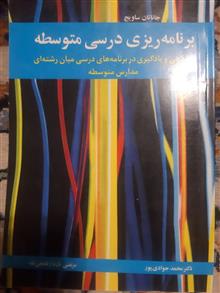 جاناتان ساویج
برنامه ریزی درسی متوسطه
و یادگیری در برنامه‌های درسی میان رشته‌ای
مدارس متوسطه
دکتر محمد جوادی‌پور
مرتضی